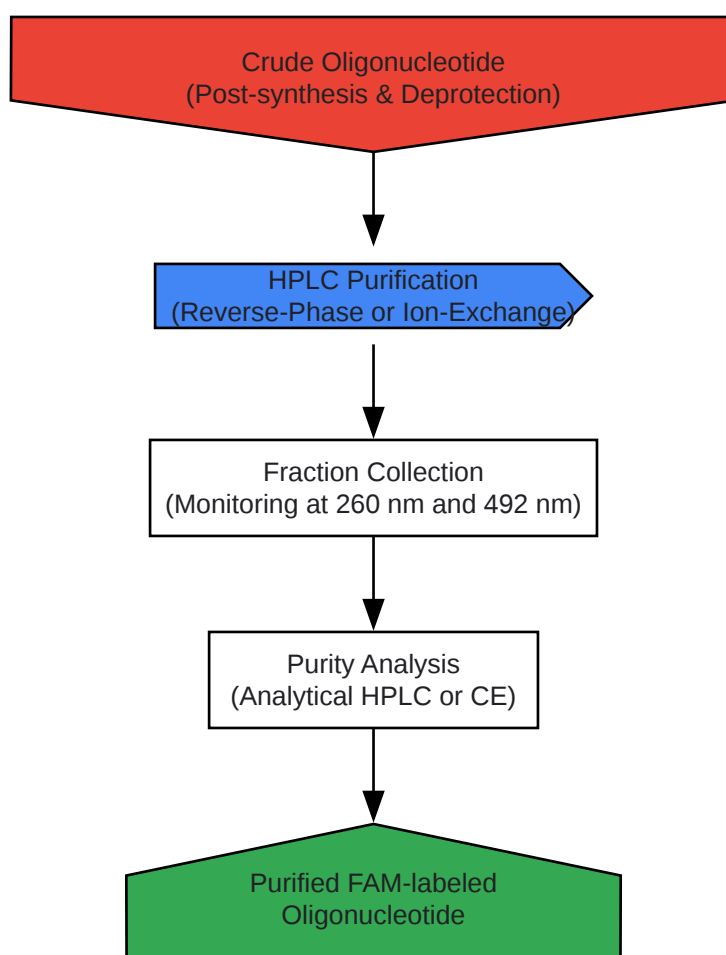 Crude Oligonucleotide
(Post-synthesis & Deprotection)
HPLC Purification
(Reverse-Phase or Ion-Exchange)
Fraction Collection
(Monitoring at 260 nm and 492 nm)
Purity Analysis
(Analytical HPLC or CE)
Purified FAM-labeled
Oligonucleotide